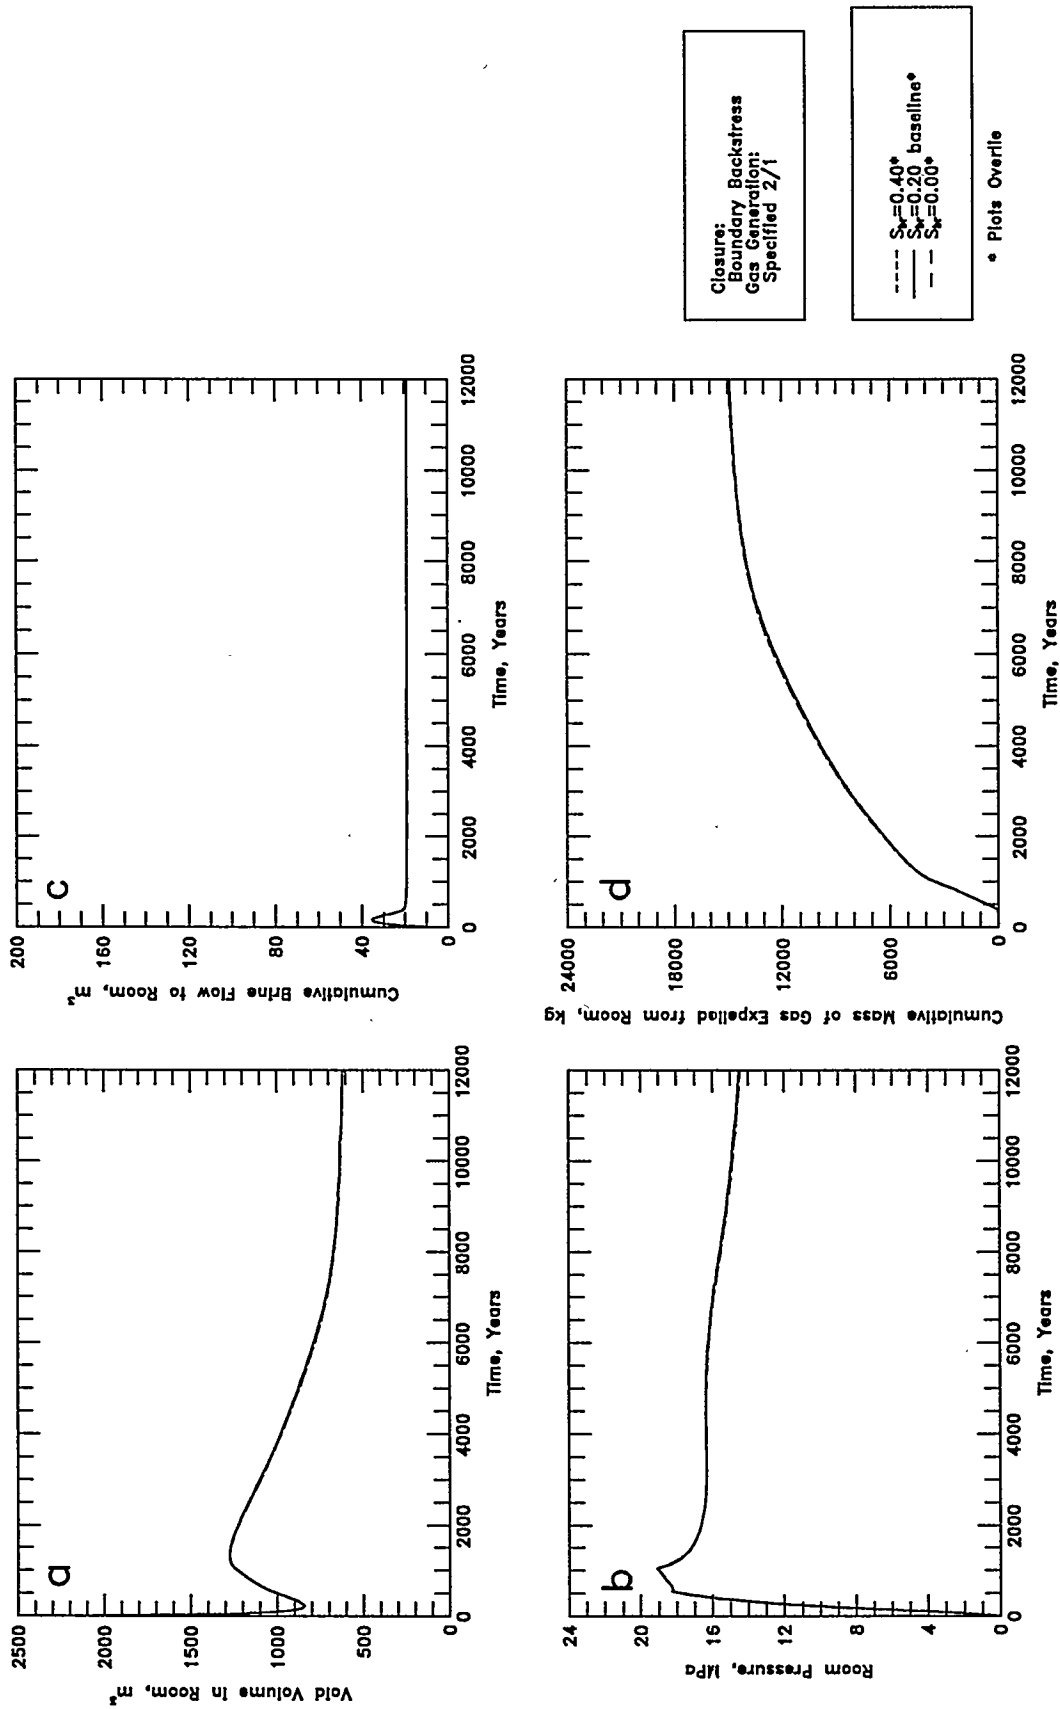 a
2500
2000
1500
1000
500
0
Void Volume in Room, m³
0
2000
4000
6000
8000
10000
12000
Time, Years
c
200
160
120
80
40
0
Cumulative Brine Flow to Room, m³
0
2000
4000
6000
8000
10000
12000
Time, Years
b
24
20
16
12
8
4
0
Room Pressure, MPa
0
2000
4000
6000
8000
10000
12000
Time, Years
d
24000
18000
12000
6000
0
Cumulative Mass of Gas Expelled from Room, kg
0
2000
4000
6000
8000
10000
12000
Time, Years
Closure:
Boundary Backstress
Gas Generation:
Specified 2/1
S_br=0.40*
S_br=0.20 baseline*
S_br=0.00*
* Plots Overlie